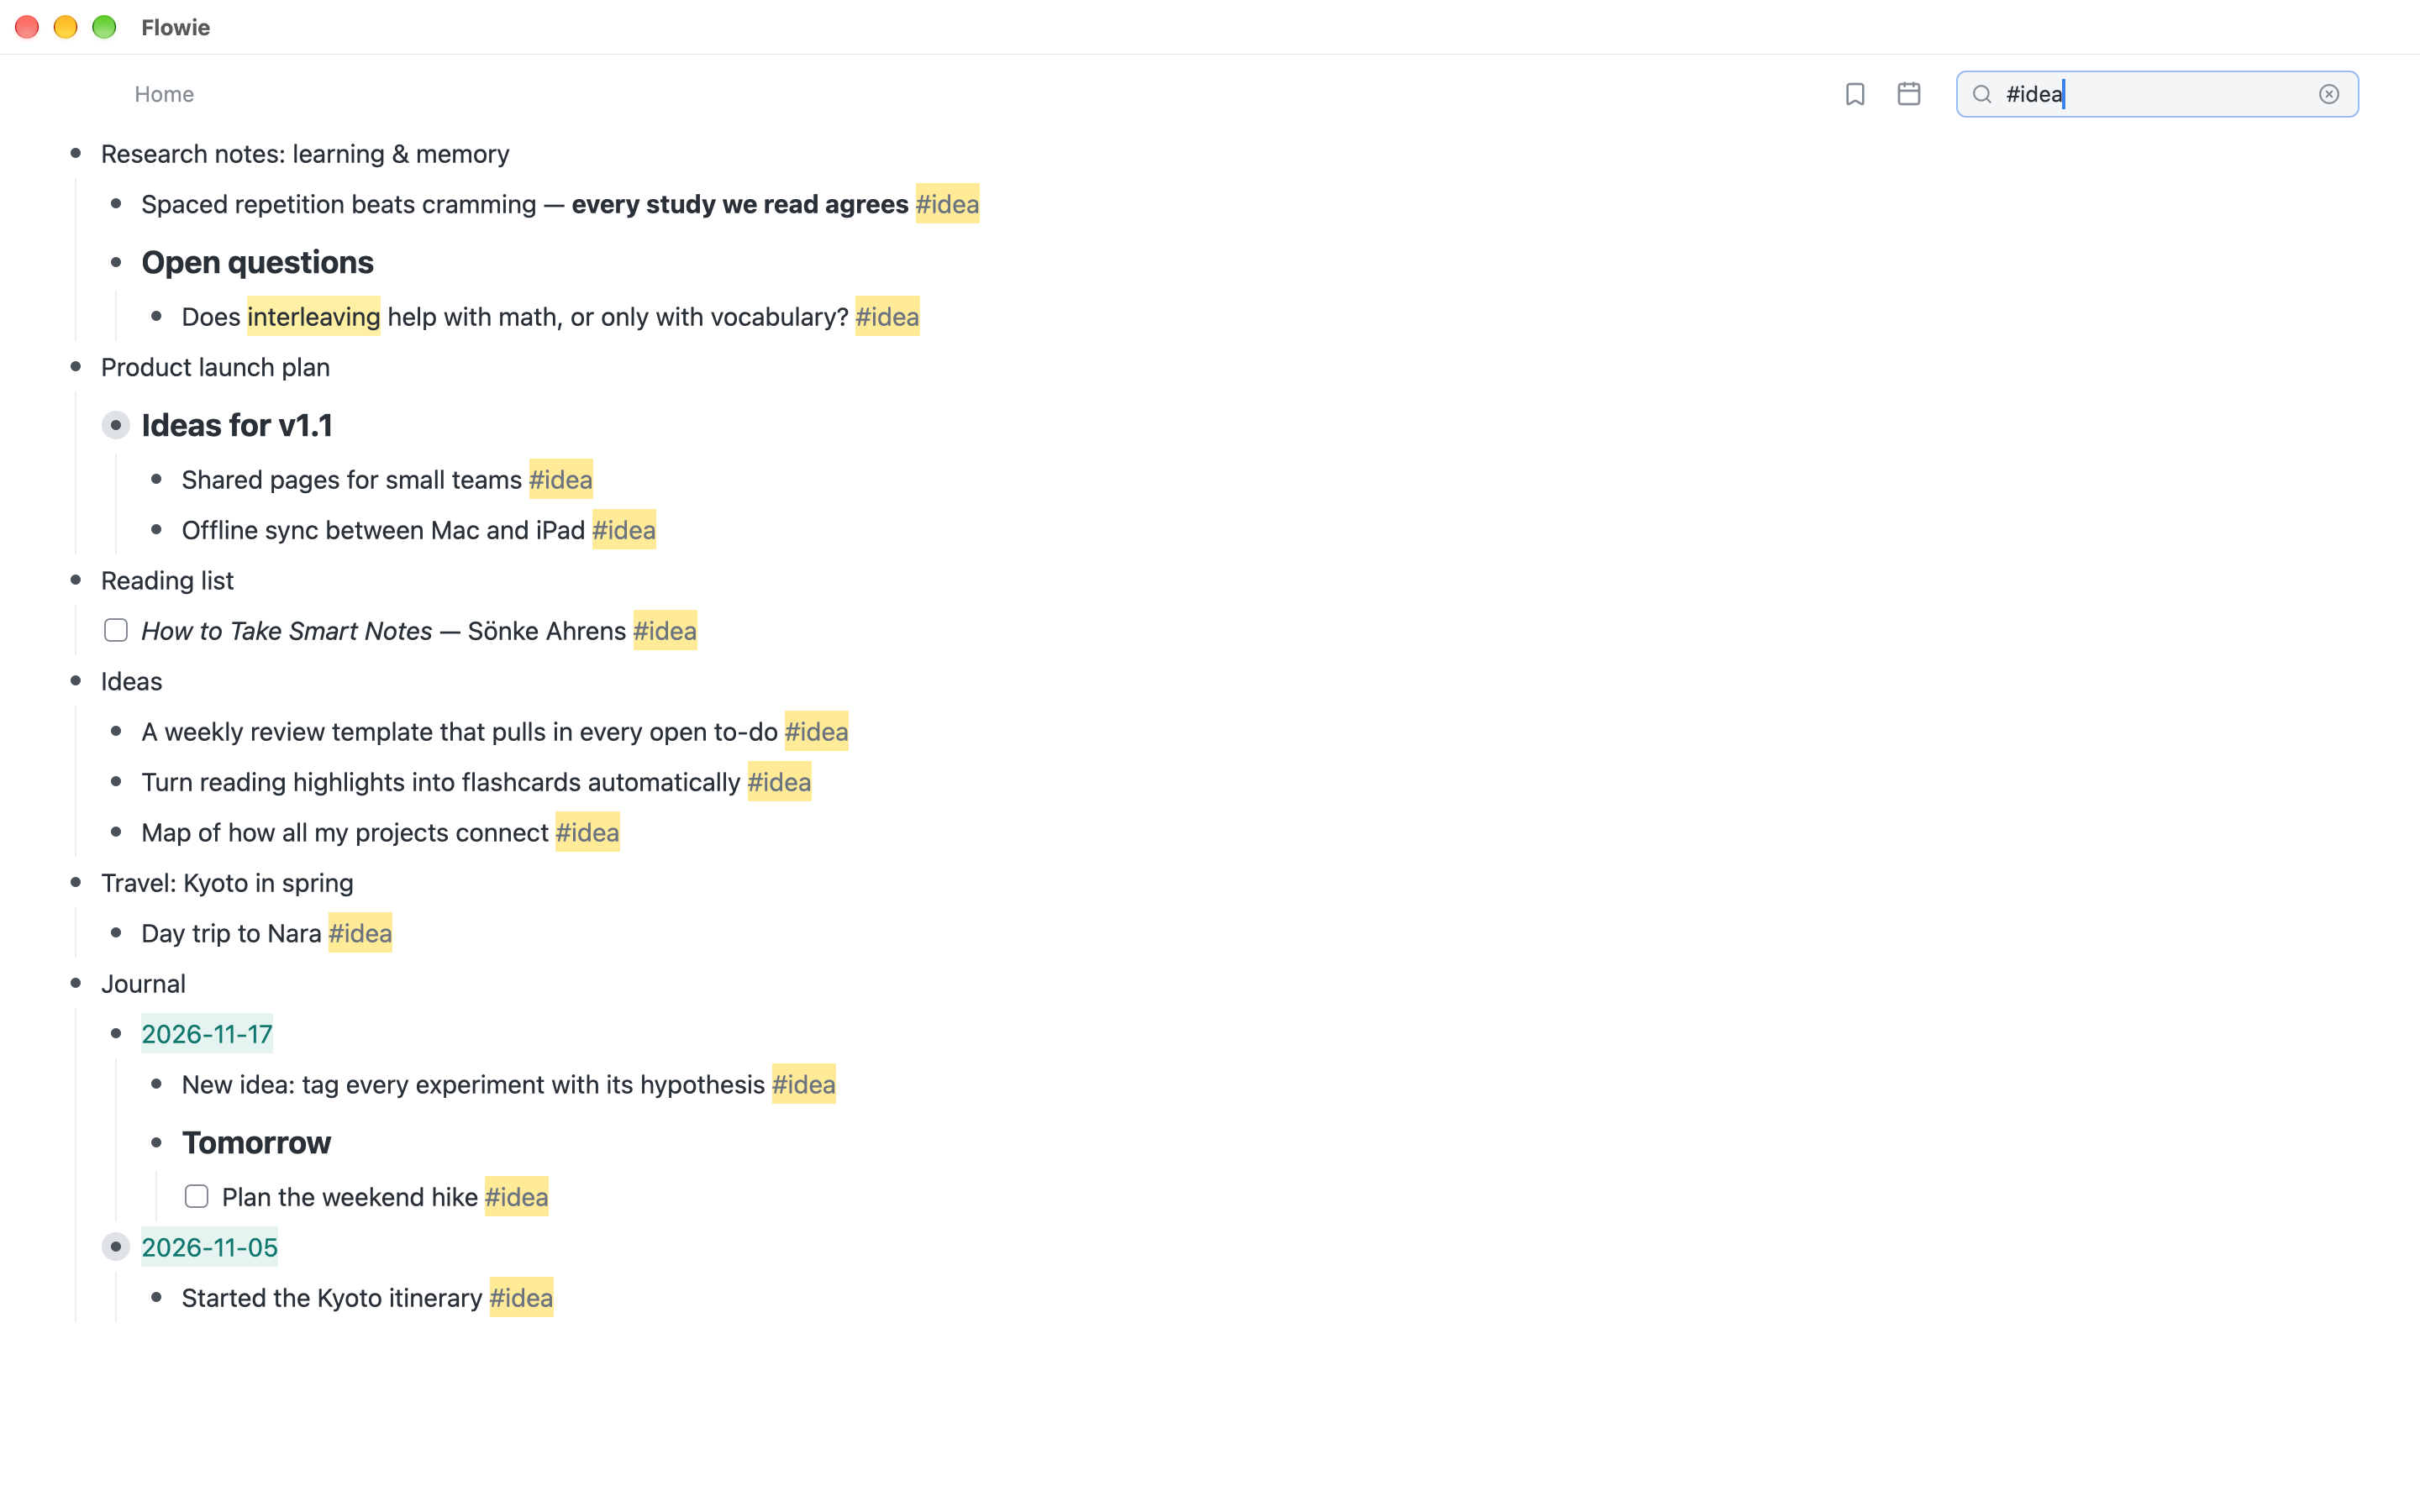 Flowie
Home
#idea
Research notes: learning & memory
Spaced repetition beats cramming — every study we read agrees #idea
Open questions
Does interleaving help with math, or only with vocabulary? #idea
Product launch plan
Ideas for v1.1
Shared pages for small teams #idea
Offline sync between Mac and iPad #idea
Reading list
How to Take Smart Notes — Sönke Ahrens #idea
Ideas
A weekly review template that pulls in every open to-do #idea
Turn reading highlights into flashcards automatically #idea
Map of how all my projects connect #idea
Travel: Kyoto in spring
Day trip to Nara #idea
Journal
2026-11-17
New idea: tag every experiment with its hypothesis #idea
Tomorrow
Plan the weekend hike #idea
2026-11-05
Started the Kyoto itinerary #idea